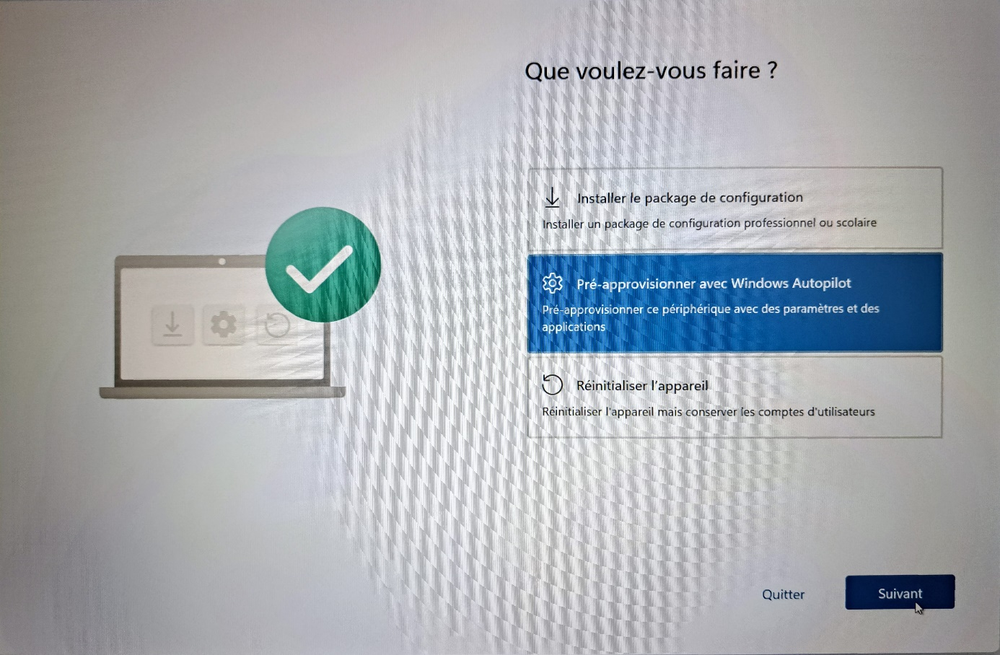 Que voulez-vous faire ?
Installer le package de configuration
Installer un package de configuration professionnel ou scolaire
Pré-approvisionner avec Windows Autopilot
Pré-approvisionner ce périphérique avec des paramètres et des
applications
Réinitialiser l'appareil
Réinitialiser l'appareil mais conserver les comptes d'utilisateurs
Quitter
Suivant